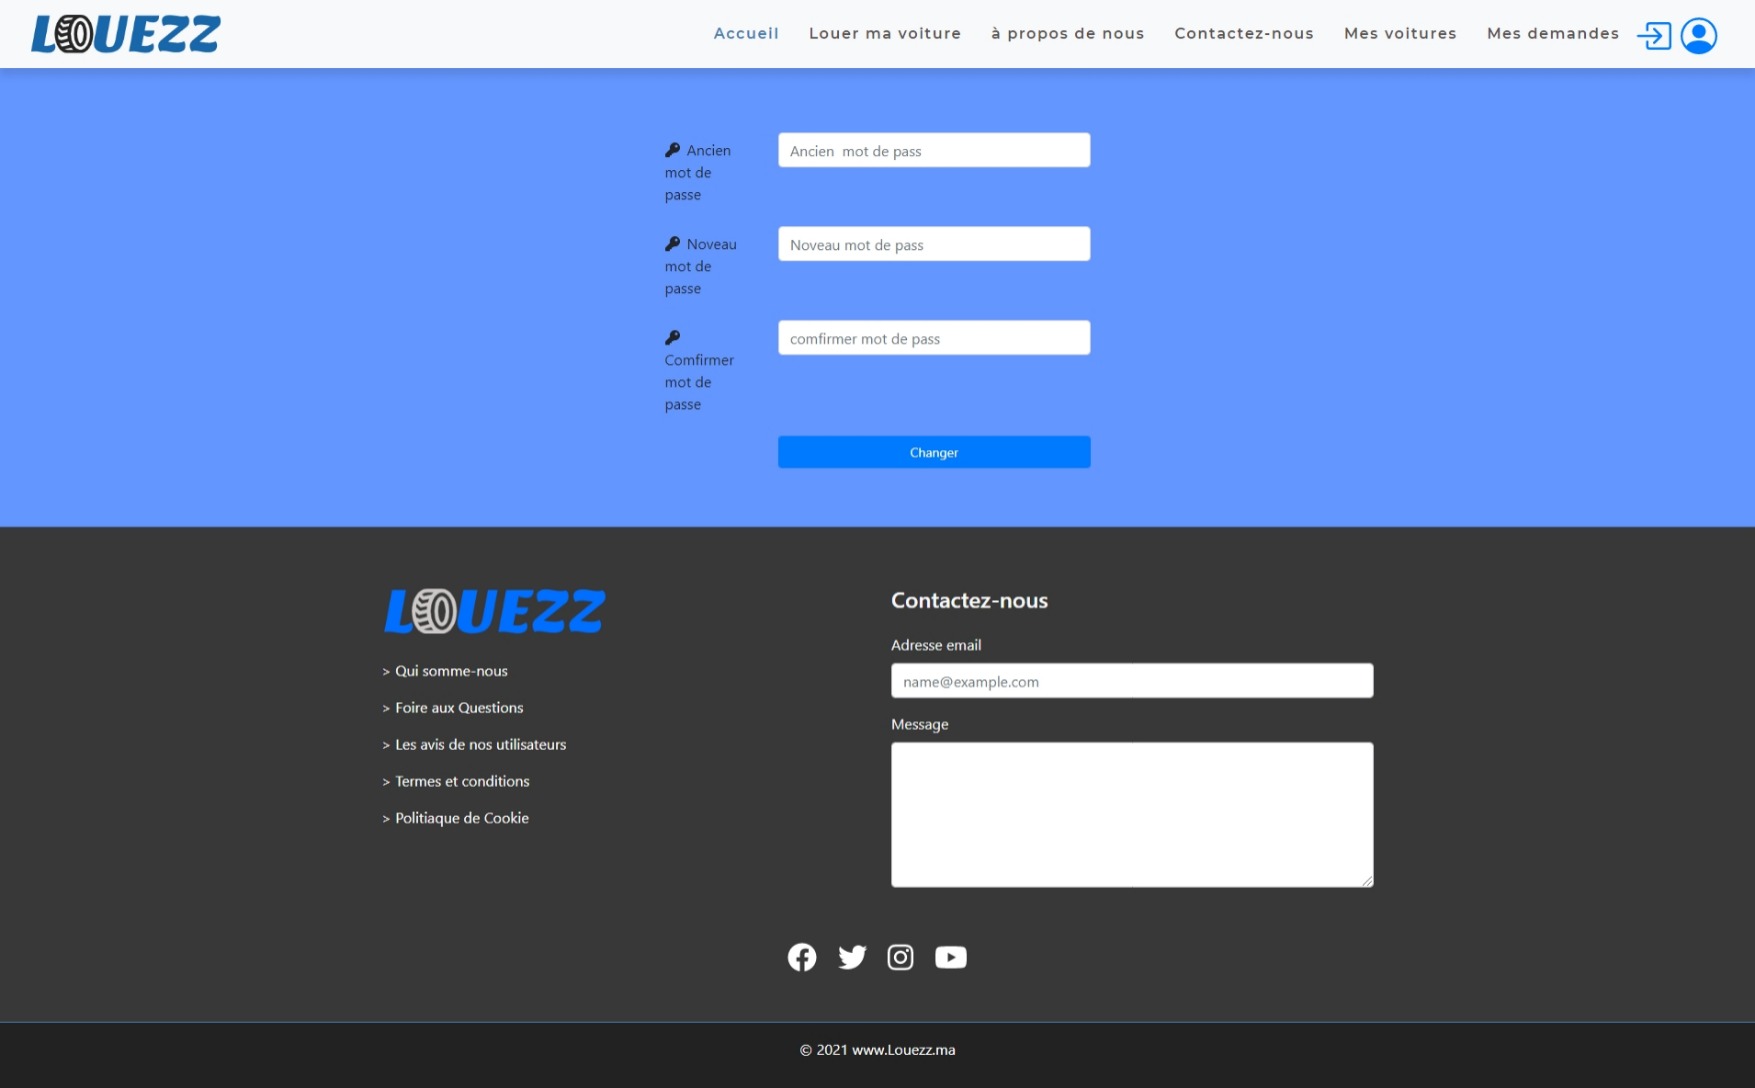 LOUEZZ
Accueil Louer ma voiture à propos de nous Contactez-nous Mes voitures Mes demandes
Ancien
mot de
passe
Ancien mot de pass
Noveau
mot de
passe
Noveau mot de pass
Comfirmer
mot de
passe
comfirmer mot de pass
Changer
LOUEZZ
> Qui somme-nous
> Foire aux Questions
> Les avis de nos utilisateurs
> Termes et conditions
> Politiaque de Cookie
Contactez-nous
Adresse email
name@example.com
Message
© 2021 www.Louezz.ma